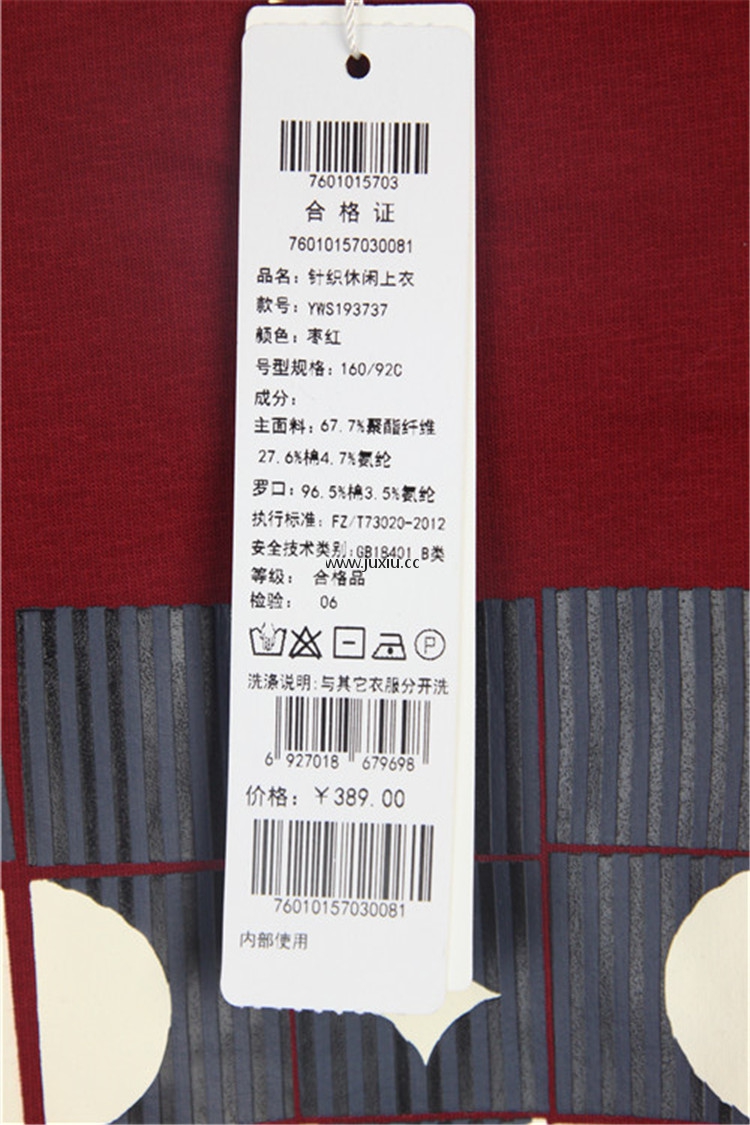 7601015703
合格证
76010157030081
品名：针织休闲上衣
款号：YWS193737
颜色：枣红
号型规格：160/92C
成分：
主面料：67.7%聚酯纤维
27.6%棉4.7%氨纶
罗口：96.5%棉3.5%氨纶
执行标准：FZ/T73020-2012
安全技术类别:GB18401 B类
www.juxiu.cc
等级：合格品
检验：06
P
洗涤说明:与其它衣服分开洗
6 927018 679698
价格：￥389.00
76010157030081
内部使用